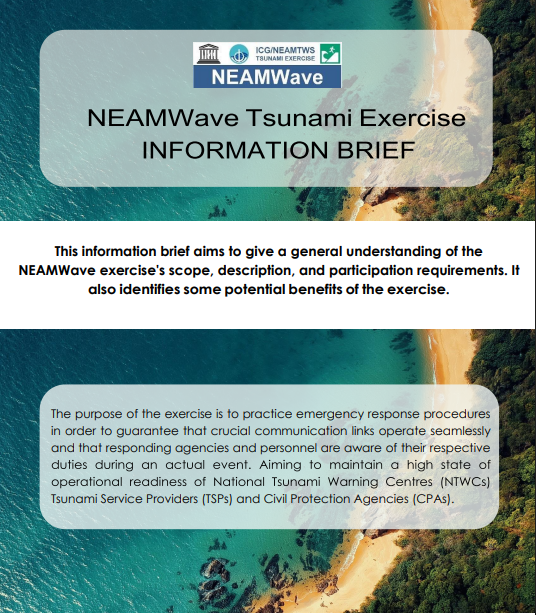 ICG/NEAMTWS
TSUNAMI EXERCISE
NEAMWave
NEAMWave Tsunami Exercise
INFORMATION BRIEF
This information brief aims to give a general understanding of the
NEAMWave exercise's scope, description, and participation requirements. It
also identifies some potential benefits of the exercise.
The purpose of the exercise is to practice emergency response procedures
in order to guarantee that crucial communication links operate seamlessly
and that responding agencies and personnel are aware of their respective
duties during an actual event. Aiming to maintain a high state of
operational readiness of National Tsunami Warning Centres (NTWCs)
Tsunami Service Providers (TSPs) and Civil Protection Agencies (CPAs).